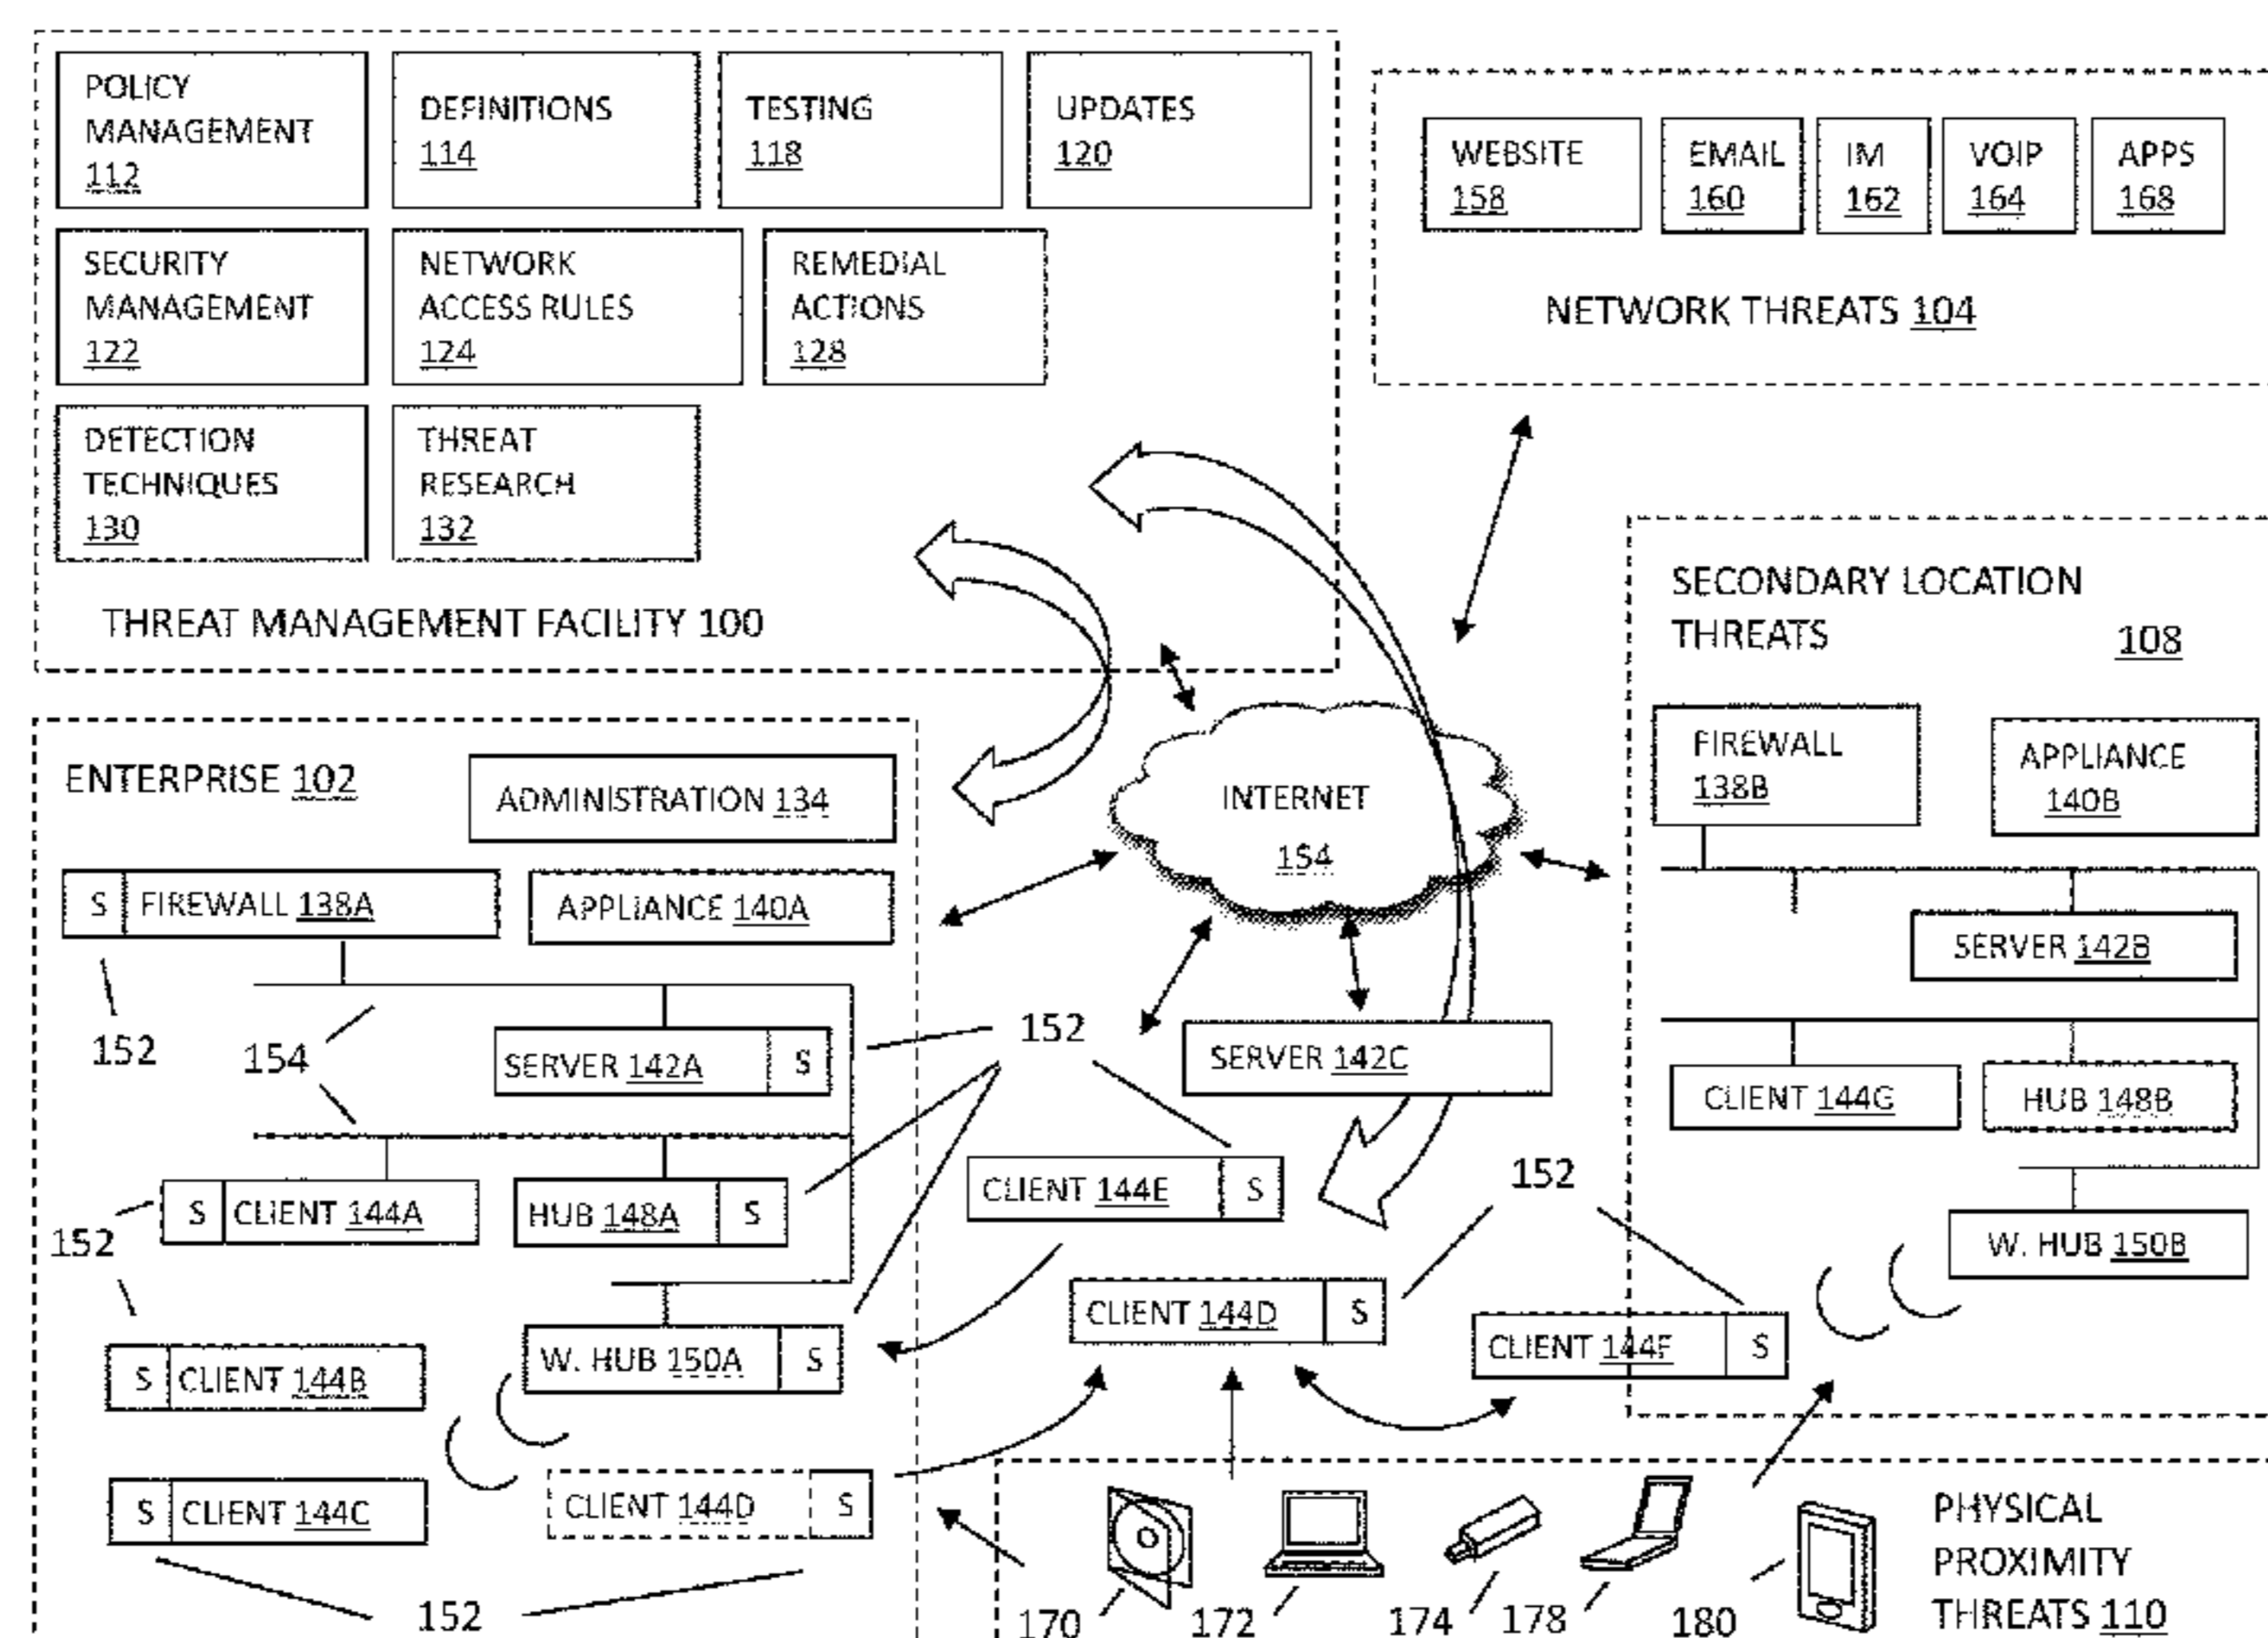 POLICY
MANAGEMENT
112
DEFINITIONS
114
TESTING
118
UPDATES
120
SECURITY
MANAGEMENT
122
NETWORK
ACCESS RULES
124
REMEDIAL
ACTIONS
128
DETECTION
TECHNIQUES
130
THREAT
RESEARCH
132
THREAT MANAGEMENT FACILITY 100
WEBSITE
158
EMAIL
160
IM
162
VOIP
164
APPS
168
NETWORK THREATS 104
SECONDARY LOCATION
THREATS 108
FIREWALL
138B
APPLIANCE
140B
SERVER 142B
CLIENT 144G
HUB 148B
W. HUB 150B
ENTERPRISE 102
ADMINISTRATION 134
S FIREWALL 138A
APPLIANCE 140A
152
154
SERVER 142A S
S CLIENT 144A
HUB 148A S
152
S CLIENT 144B
W. HUB 150A S
S CLIENT 144C
CLIENT 144D S
152
INTERNET
154
152
SERVER 142C
CLIENT 144E S
152
CLIENT 144D S
CLIENT 144F S
170
172
174
178
180
PHYSICAL
PROXIMITY
THREATS 110